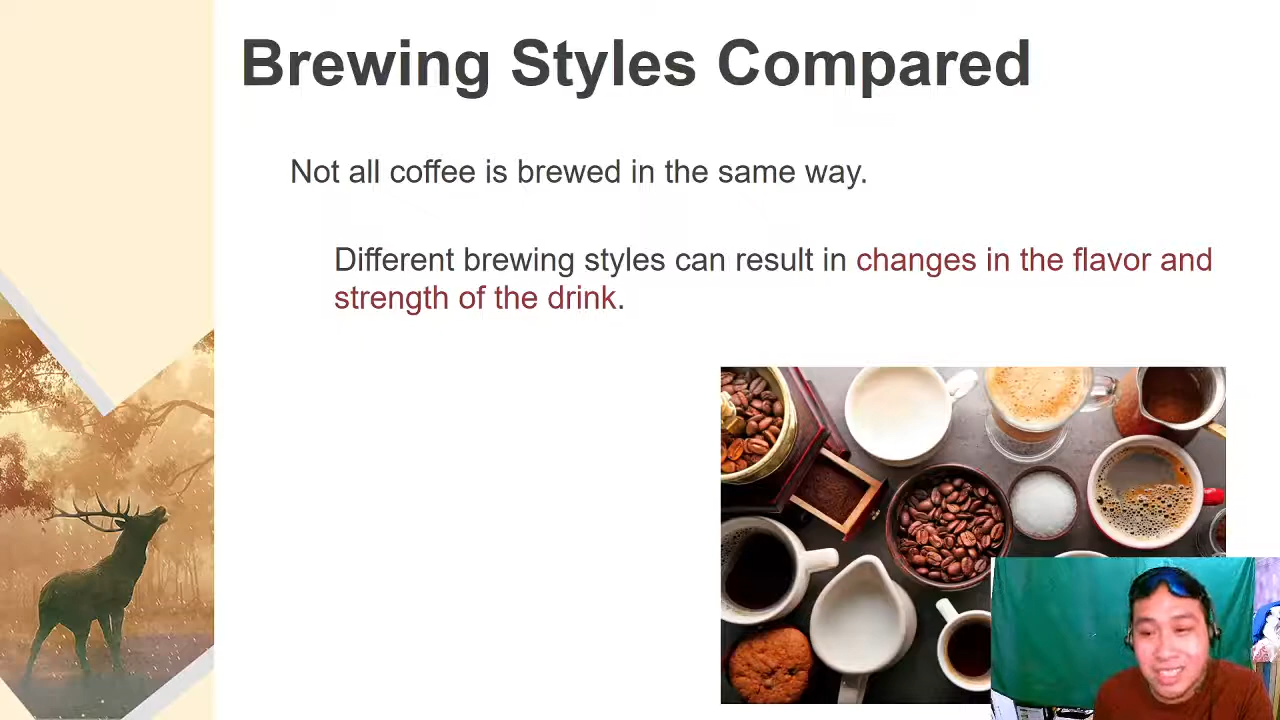 Brewing Styles Compared
Not all coffee is brewed in the same way.
Different brewing styles can result in changes in the flavor and
strength of the drink.